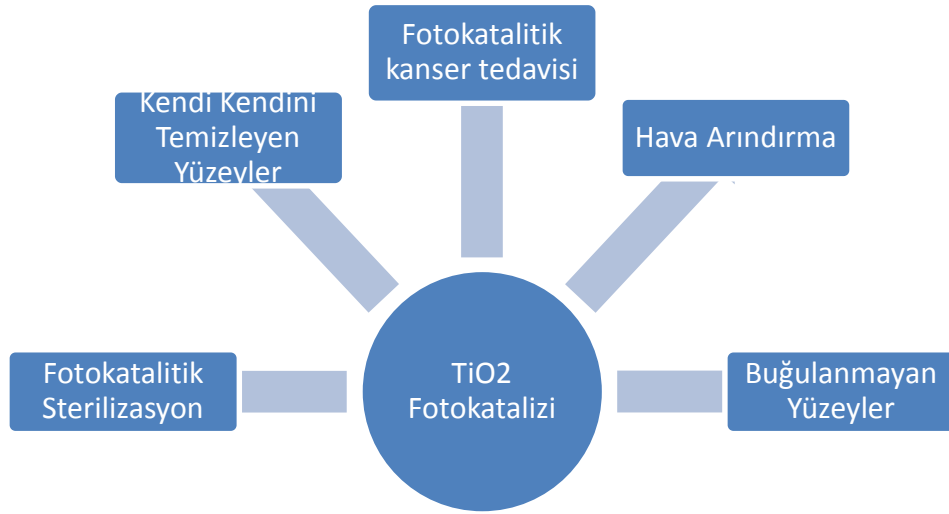 Fotokatalitik
kanser tedavisi
Kendi Kendini
Temizleyen
Yüzeyler
Hava Arındırma
Fotokatalitik
Sterilizasyon
TiO2
Fotokatalizi
Buğulanmayan
Yüzeyler